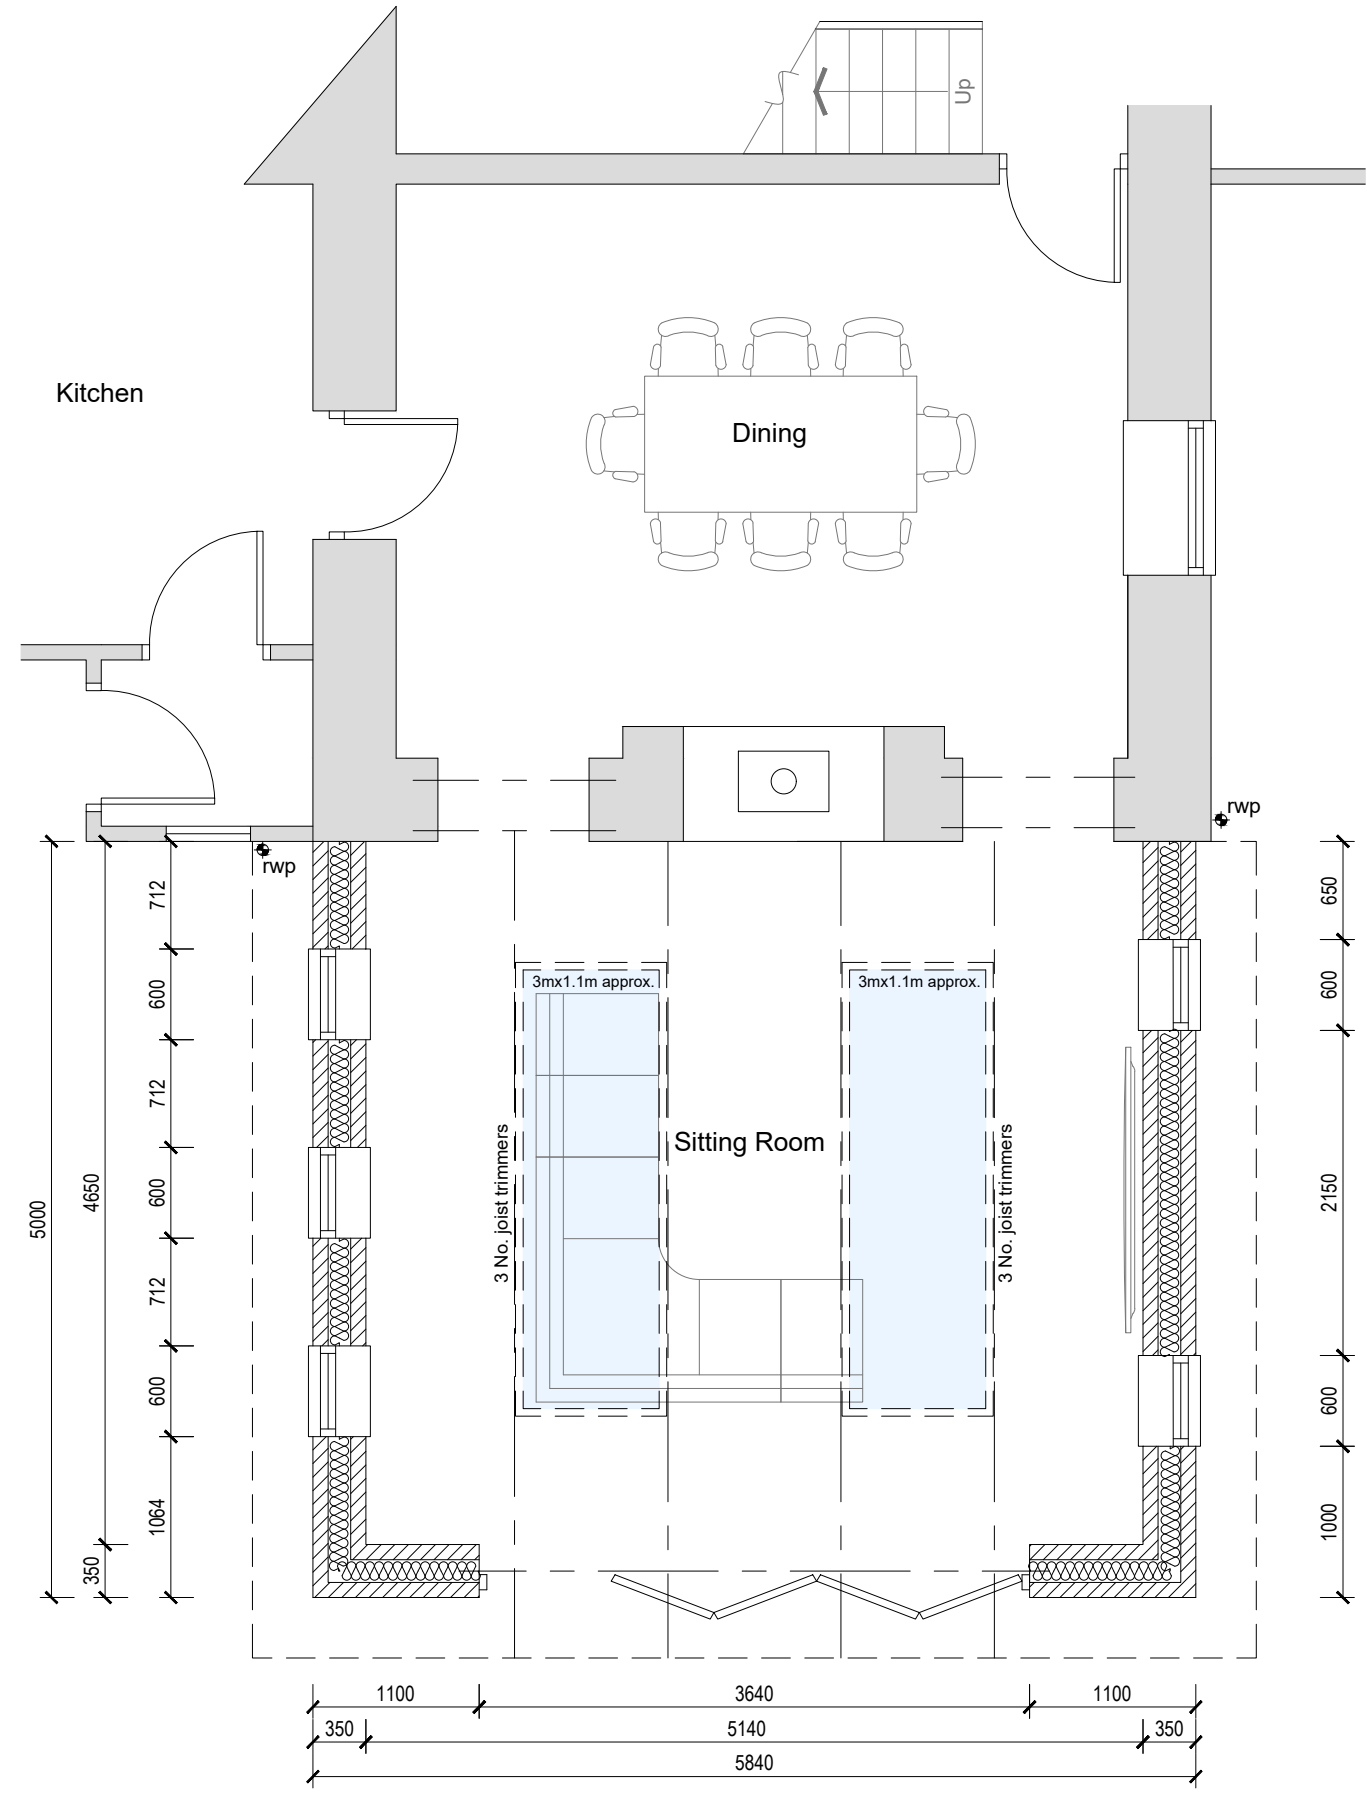 Up
Kitchen
Dining
rwp
rwp
3mx1.1m approx.
3mx1.1m approx.
Sitting Room
3 No. joist trimmers
3 No. joist trimmers
5000
4650
350
712
600
712
600
712
600
1064
650
600
2150
600
1000
1100
3640
1100
350
5140
350
5840